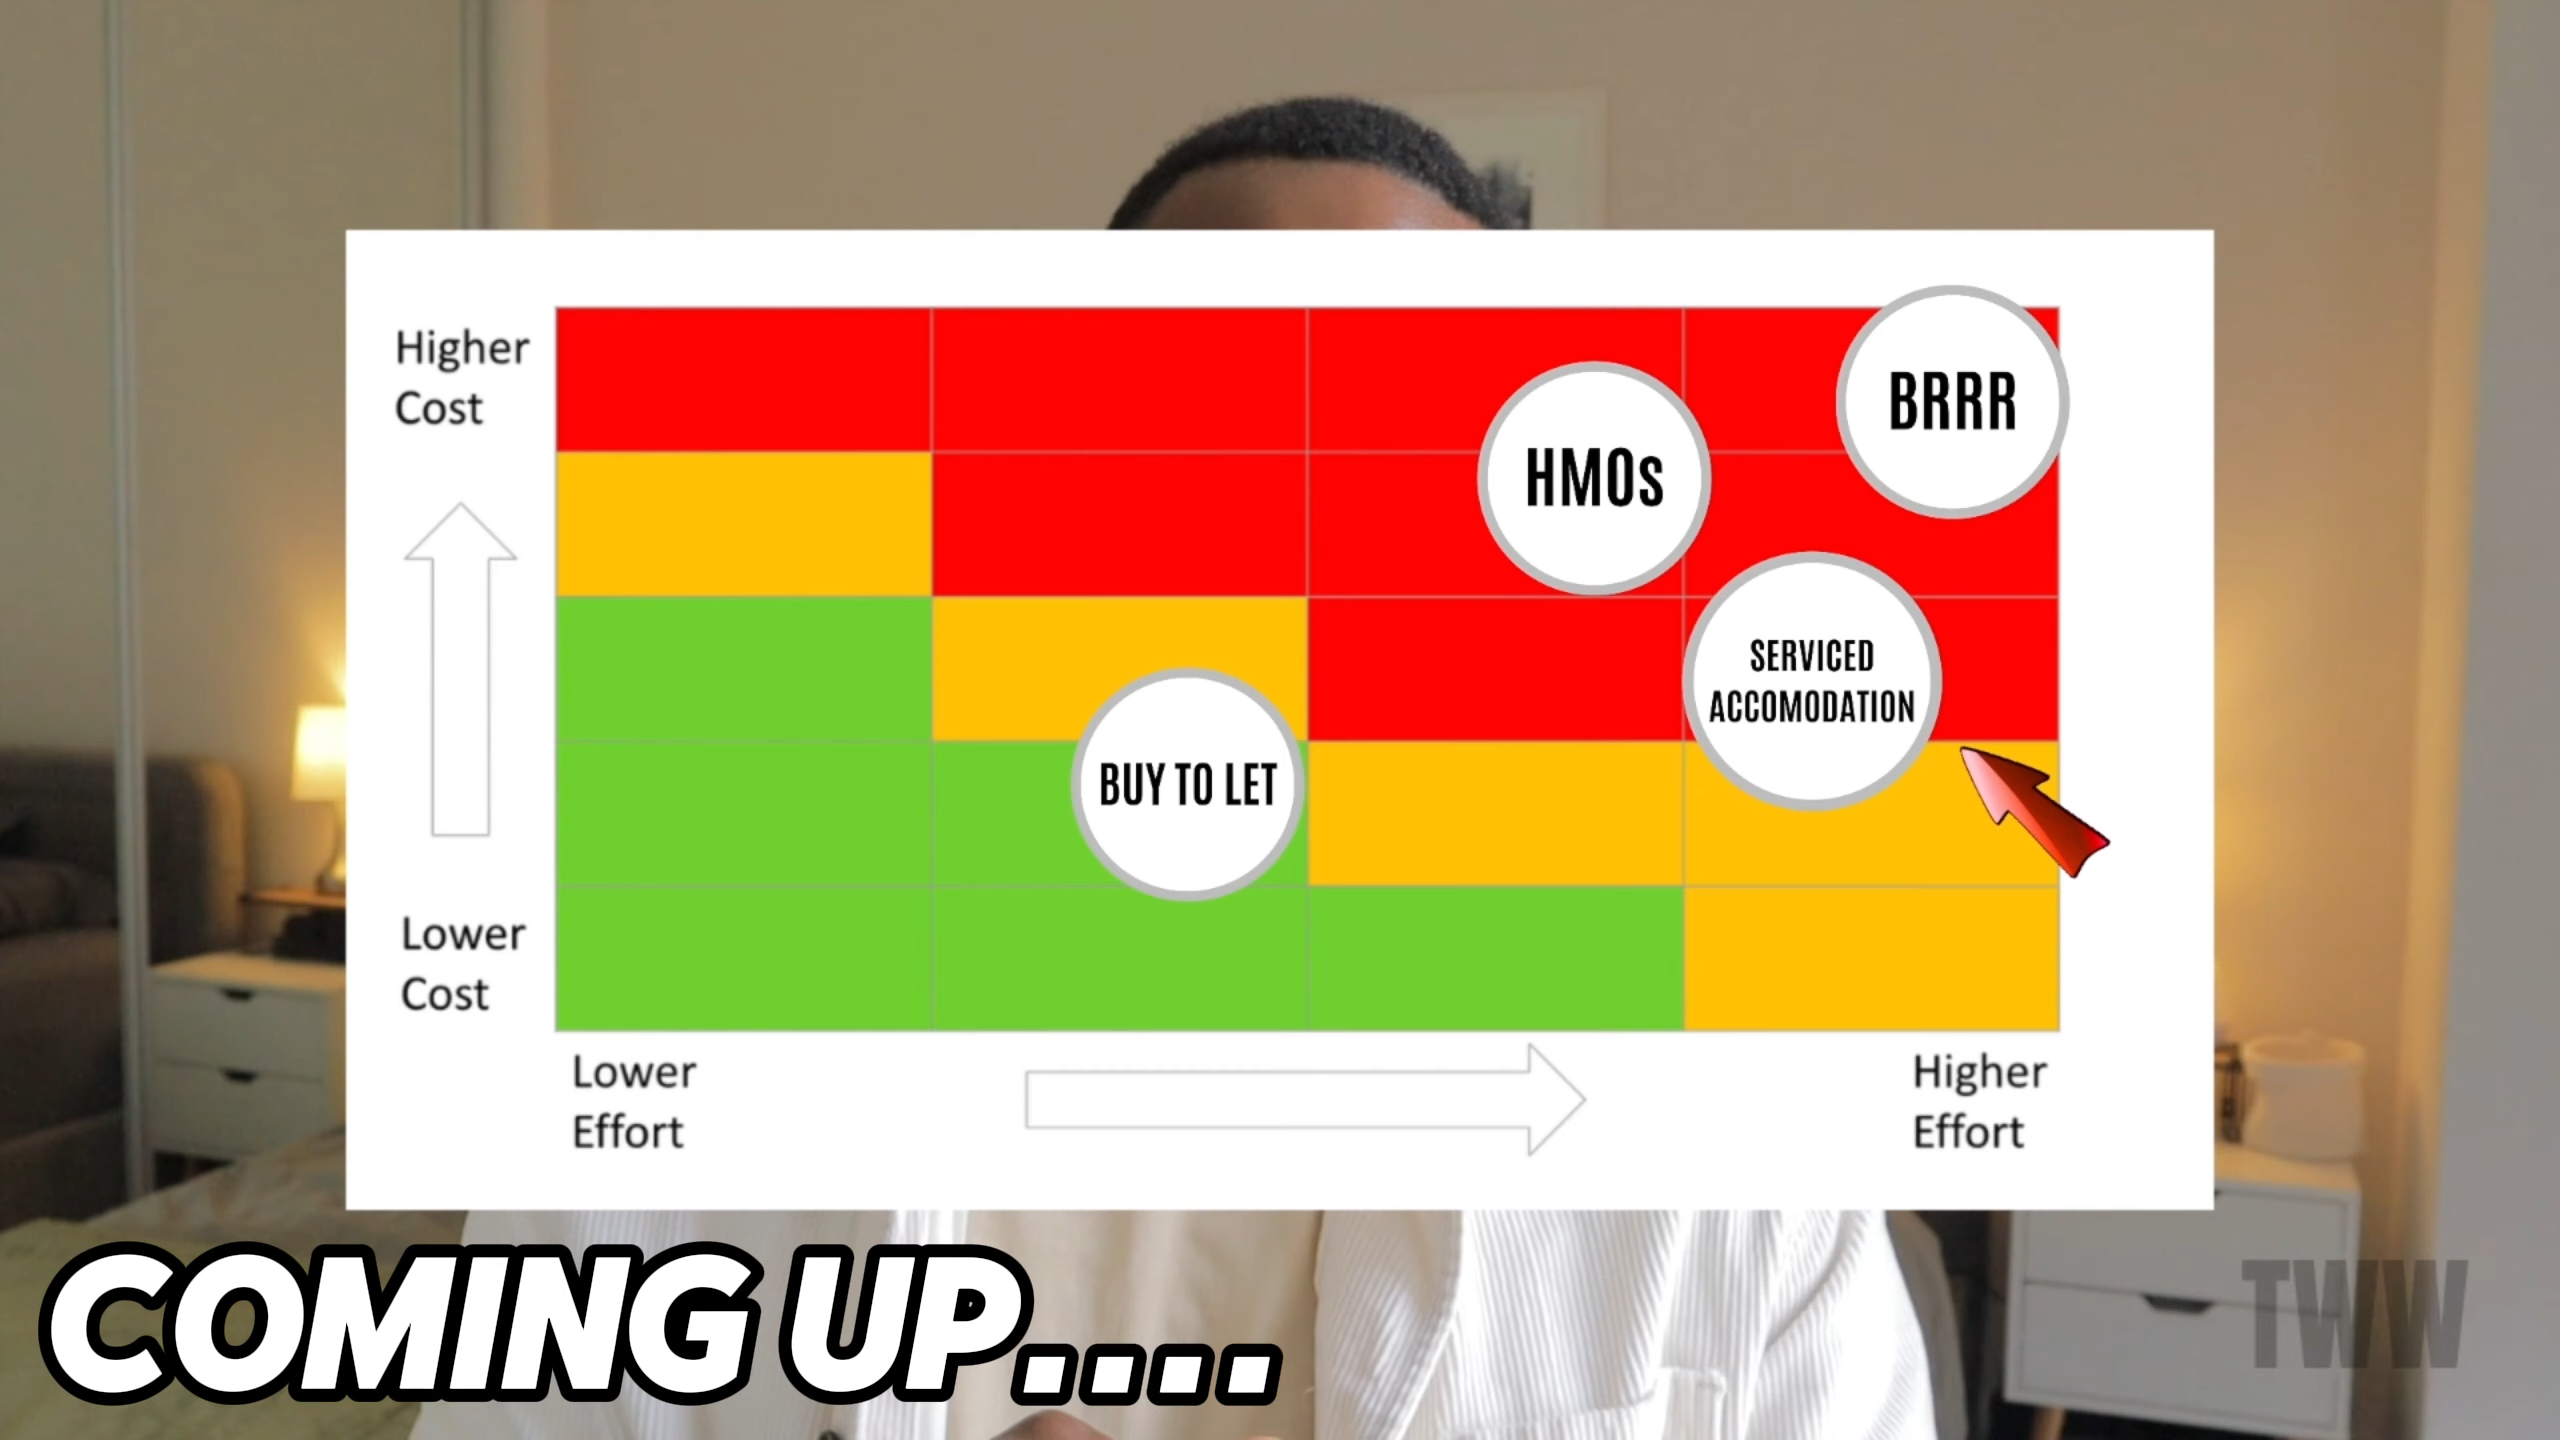 Higher
Cost
BRRR
HMOs
SERVICED
ACCOMODATION
BUY TO LET
Lower
Cost
Lower
Effort
Higher
Effort
COMING UP....
TWW